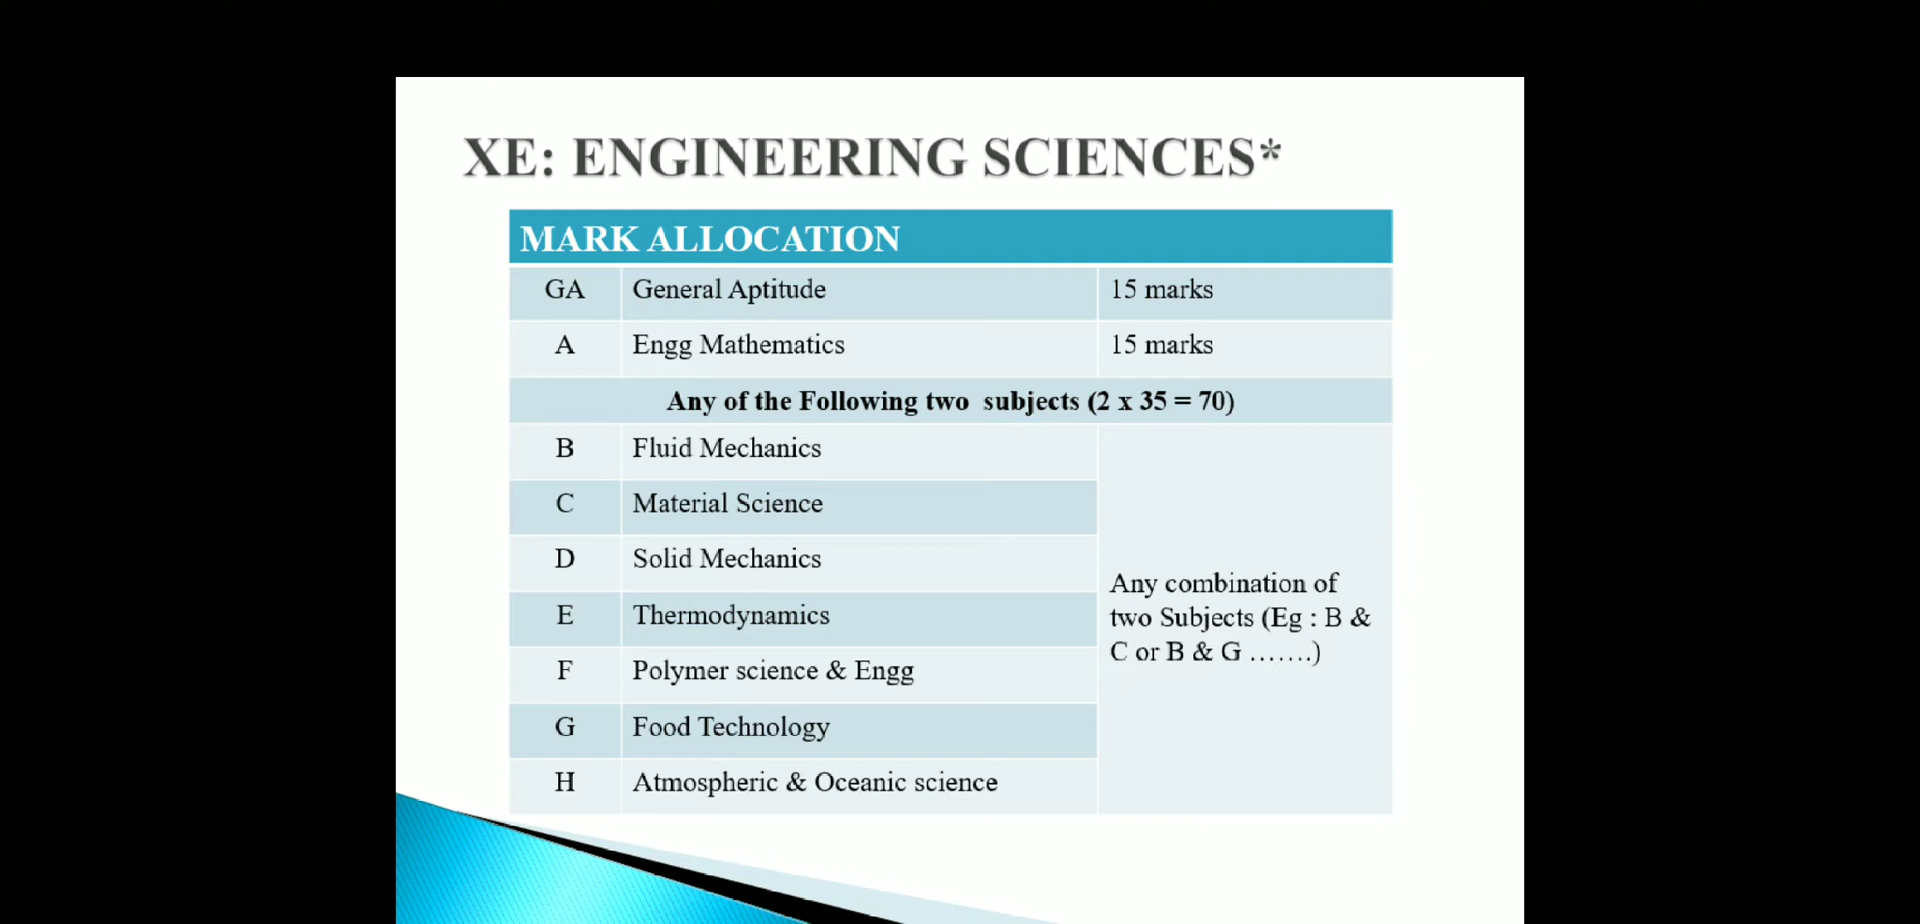 XE: ENGINEERING SCIENCES*
MARK ALLOCATION
GA General Aptitude 15 marks
A Engg Mathematics 15 marks
Any of the Following two subjects (2 x 35 = 70)
B Fluid Mechanics
C Material Science
D Solid Mechanics
E Thermodynamics
F Polymer science & Engg
G Food Technology
H Atmospheric & Oceanic science
Any combination of
two Subjects (Eg : B &
C or B & G .......)